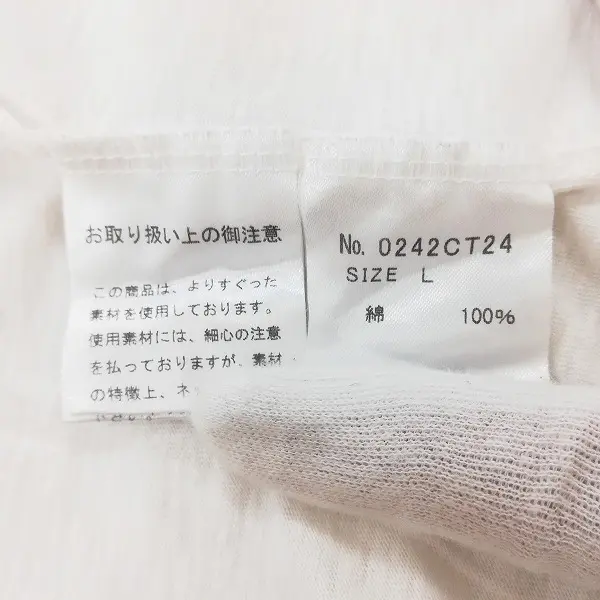 お取り扱い上の御注意
この商品は、よりすぐった
素材を使用しております。
使用素材には、細心の注意
を払っておりますが、素材
の特徴上、ネッ
No. 0242CT24
SIZE L
綿 100%